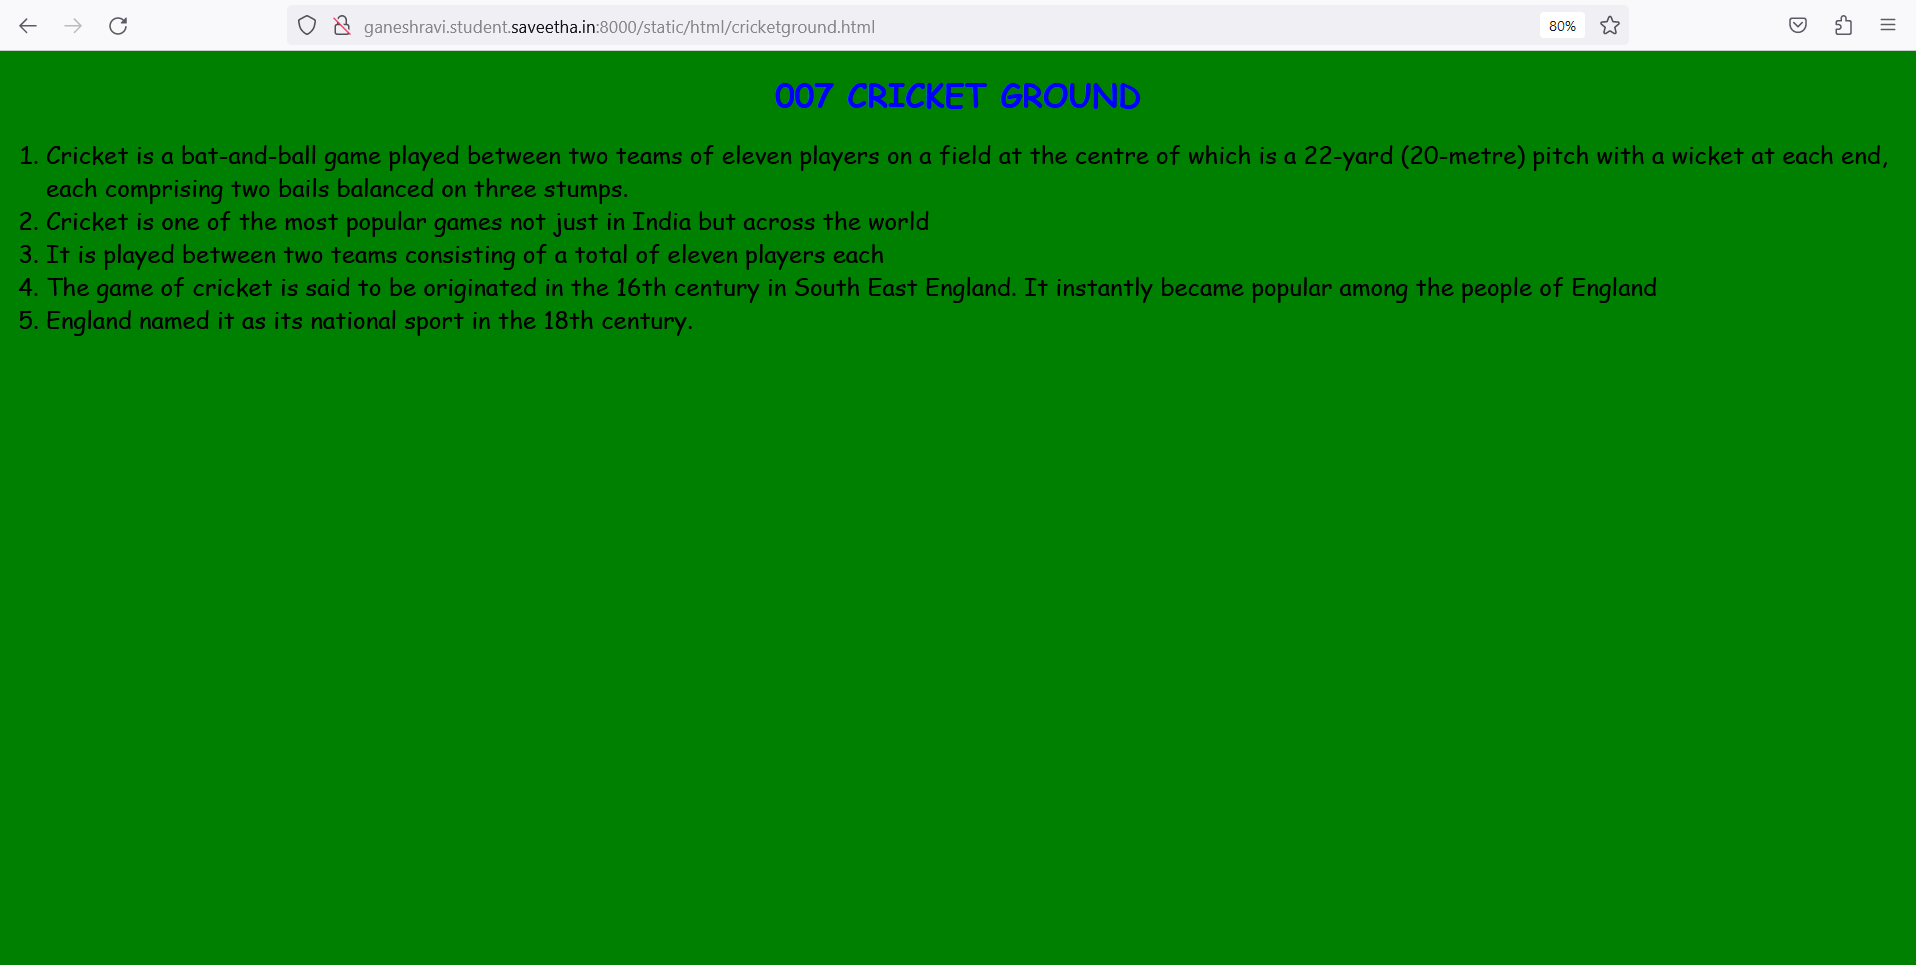 ganeshravi.student.saveetha.in:8000/static/html/cricketground.html
80%
007 CRICKET GROUND
1. Cricket is a bat-and-ball game played between two teams of eleven players on a field at the centre of which is a 22-yard (20-metre) pitch with a wicket at each end,
each comprising two bails balanced on three stumps.
2. Cricket is one of the most popular games not just in India but across the world
3. It is played between two teams consisting of a total of eleven players each
4. The game of cricket is said to be originated in the 16th century in South East England. It instantly became popular among the people of England
5. England named it as its national sport in the 18th century.